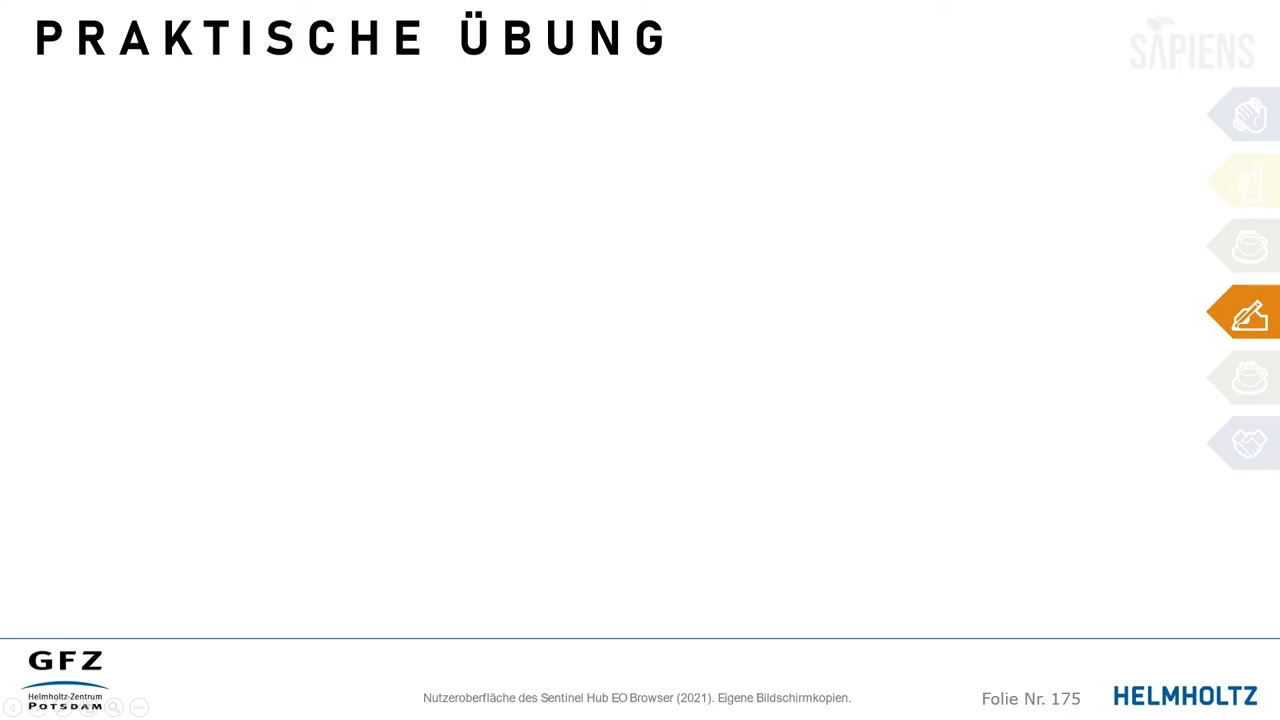 PRAKTISCHE ÜBUNG
SAPIENS
GFZ
Helmholtz-Zentrum
POTSDAM
Nutzeroberfläche des Sentinel Hub EO Browser (2021). Eigene Bildschirmkopien.
Folie Nr. 175
HELMHOLTZ